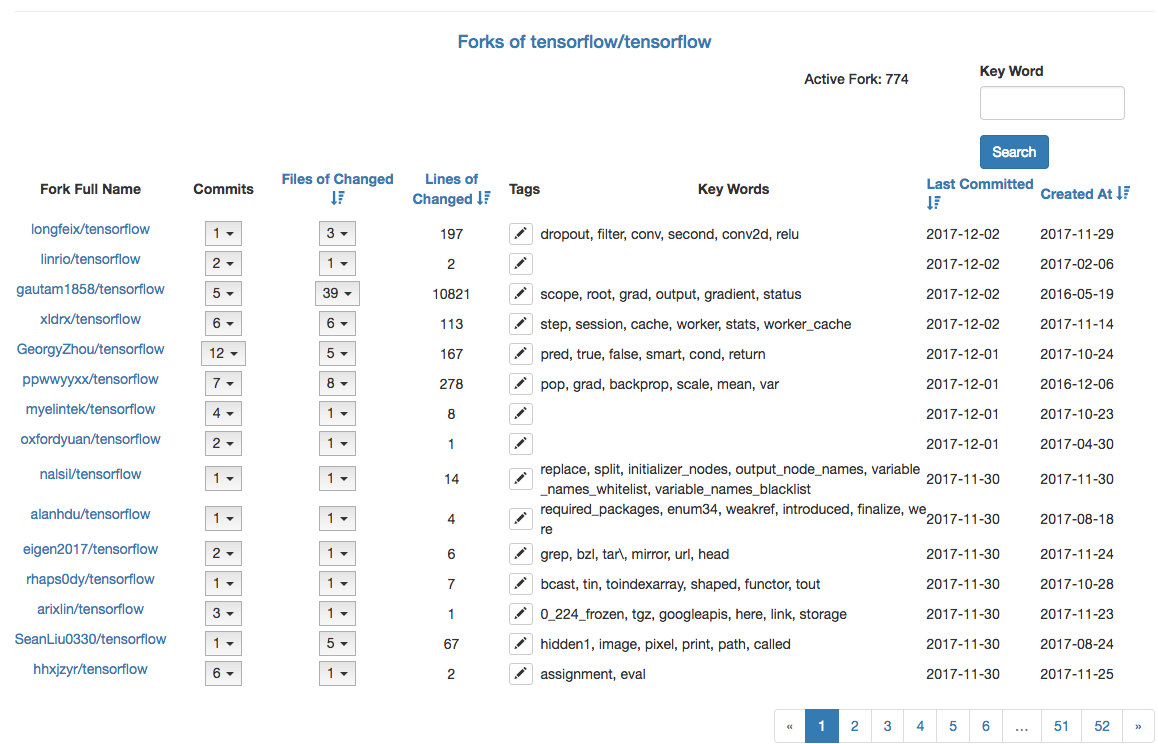 Forks of tensorflow/tensorflow
Active Fork: 774
Key Word
Search
Fork Full Name Commits Files of Changed Lines of Changed Tags Key Words Last Committed Created At
longfeix/tensorflow 1 3 197 dropout, filter, conv, second, conv2d, relu 2017-12-02 2017-11-29
linrio/tensorflow 2 1 2 2017-12-02 2017-02-06
gautam1858/tensorflow 5 39 10821 scope, root, grad, output, gradient, status 2017-12-02 2016-05-19
xldrx/tensorflow 6 6 113 step, session, cache, worker, stats, worker_cache 2017-12-02 2017-11-14
GeorgyZhou/tensorflow 12 5 167 pred, true, false, smart, cond, return 2017-12-01 2017-10-24
ppwwyyxx/tensorflow 7 8 278 pop, grad, backprop, scale, mean, var 2017-12-01 2016-12-06
myelintek/tensorflow 4 1 8 2017-12-01 2017-10-23
oxfordyuan/tensorflow 2 1 1 2017-12-01 2017-04-30
nalsil/tensorflow 1 1 14 replace, split, initializer_nodes, output_node_names, variable
_names_whitelist, variable_names_blacklist 2017-11-30 2017-11-30
alanhdu/tensorflow 1 1 4 required_packages, enum34, weakref, introduced, finalize, we
re 2017-11-30 2017-08-18
eigen2017/tensorflow 2 1 6 grep, bzl, tar\, mirror, url, head 2017-11-30 2017-11-24
rhaps0dy/tensorflow 1 1 7 bcast, tin, toindexarray, shaped, functor, tout 2017-11-30 2017-10-28
arixlin/tensorflow 3 1 1 0_224_frozen, tgz, googleapis, here, link, storage 2017-11-30 2017-11-23
SeanLiu0330/tensorflow 1 5 67 hidden1, image, pixel, print, path, called 2017-11-30 2017-08-24
hhxjzyr/tensorflow 6 1 2 assignment, eval 2017-11-30 2017-11-25
« 1 2 3 4 5 6 ... 51 52 »